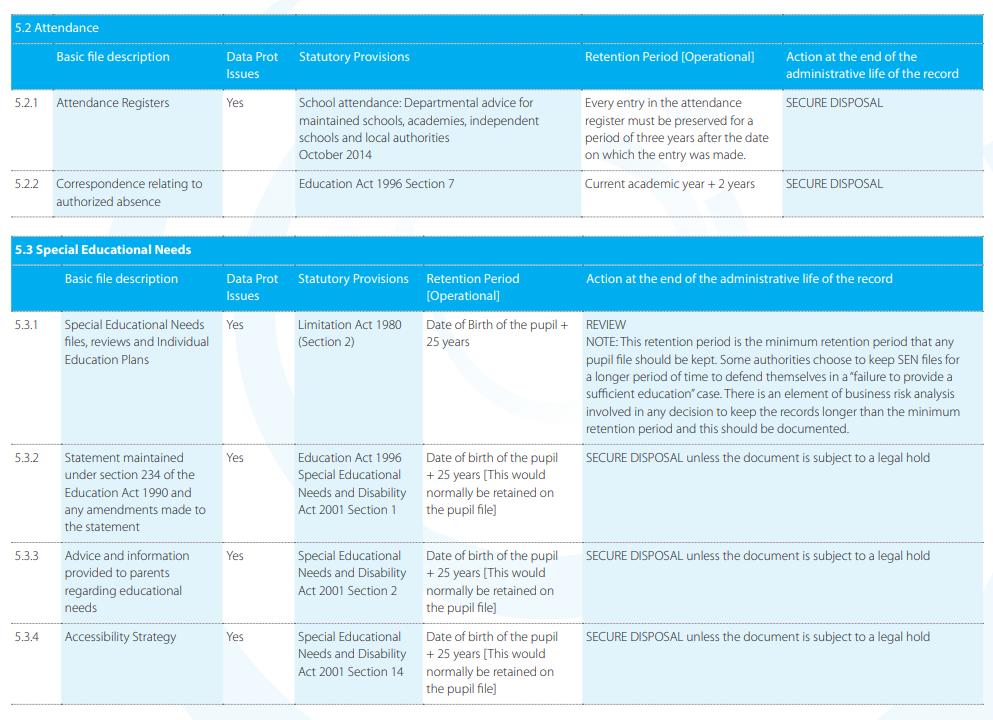 5.2 Attendance
Basic file description
Data Prot
Issues
Statutory Provisions
Retention Period [Operational]
Action at the end of the
administrative life of the record
5.2.1
Attendance Registers
Yes
School attendance: Departmental advice for
maintained schools, academies, independent
schools and local authorities
October 2014
Every entry in the attendance
register must be preserved for a
period of three years after the date
on which the entry was made.
SECURE DISPOSAL
5.2.2
Correspondence relating to
authorized absence
Education Act 1996 Section 7
Current academic year + 2 years
SECURE DISPOSAL
5.3 Special Educational Needs
Basic file description
Data Prot
Issues
Statutory Provisions
Retention Period
[Operational]
Action at the end of the administrative life of the record
5.3.1
Special Educational Needs
files, reviews and Individual
Education Plans
Yes
Limitation Act 1980
(Section 2)
Date of Birth of the pupil +
25 years
REVIEW
NOTE: This retention period is the minimum retention period that any
pupil file should be kept. Some authorities choose to keep SEN files for
a longer period of time to defend themselves in a “failure to provide a
sufficient education” case. There is an element of business risk analysis
involved in any decision to keep the records longer than the minimum
retention period and this should be documented.
5.3.2
Statement maintained
under section 234 of the
Education Act 1990 and
any amendments made to
the statement
Yes
Education Act 1996
Special Educational
Needs and Disability
Act 2001 Section 1
Date of birth of the pupil
+ 25 years [This would
normally be retained on
the pupil file]
SECURE DISPOSAL unless the document is subject to a legal hold
5.3.3
Advice and information
provided to parents
regarding educational
needs
Yes
Special Educational
Needs and Disability
Act 2001 Section 2
Date of birth of the pupil
+ 25 years [This would
normally be retained on
the pupil file]
SECURE DISPOSAL unless the document is subject to a legal hold
5.3.4
Accessibility Strategy
Yes
Special Educational
Needs and Disability
Act 2001 Section 14
Date of birth of the pupil
+ 25 years [This would
normally be retained on
the pupil file]
SECURE DISPOSAL unless the document is subject to a legal hold